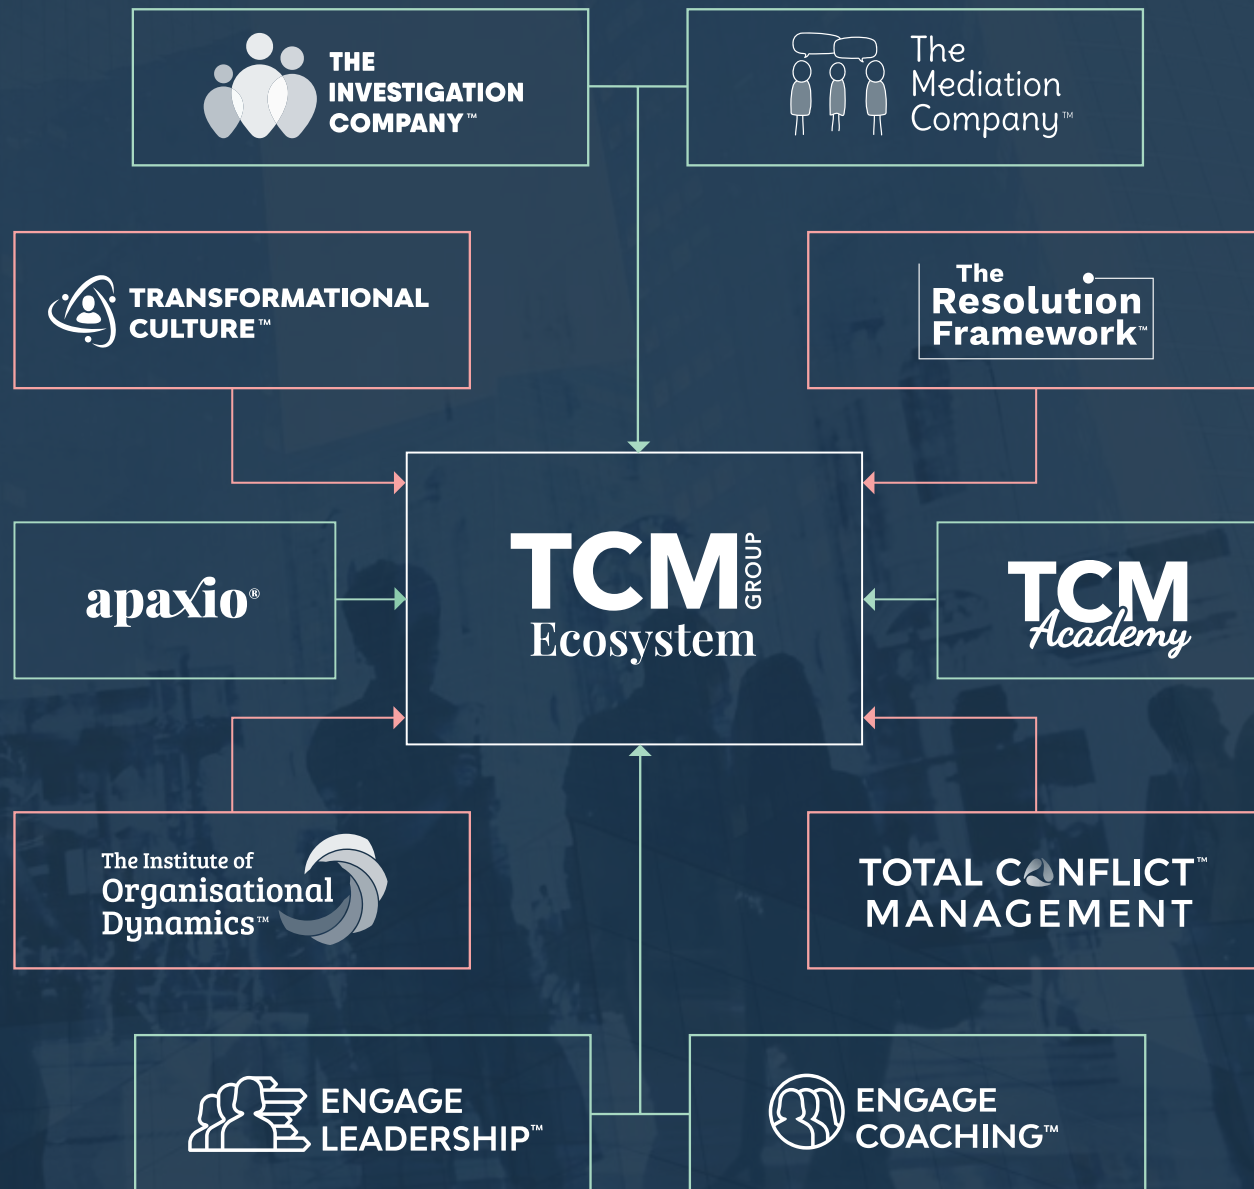 THE
INVESTIGATION
COMPANY™
The
Mediation
Company™
TRANSFORMATIONAL
CULTURE™
The
Resolution
Framework™
apaxio®
TCM GROUP
Ecosystem
TCM
Academy
The Institute of
Organisational
Dynamics™
TOTAL CONFLICT™
MANAGEMENT
ENGAGE
LEADERSHIP™
ENGAGE
COACHING™